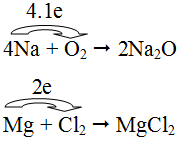 4.1e
4Na + O₂ → 2Na₂O
2e
Mg + Cl₂ → MgCl₂